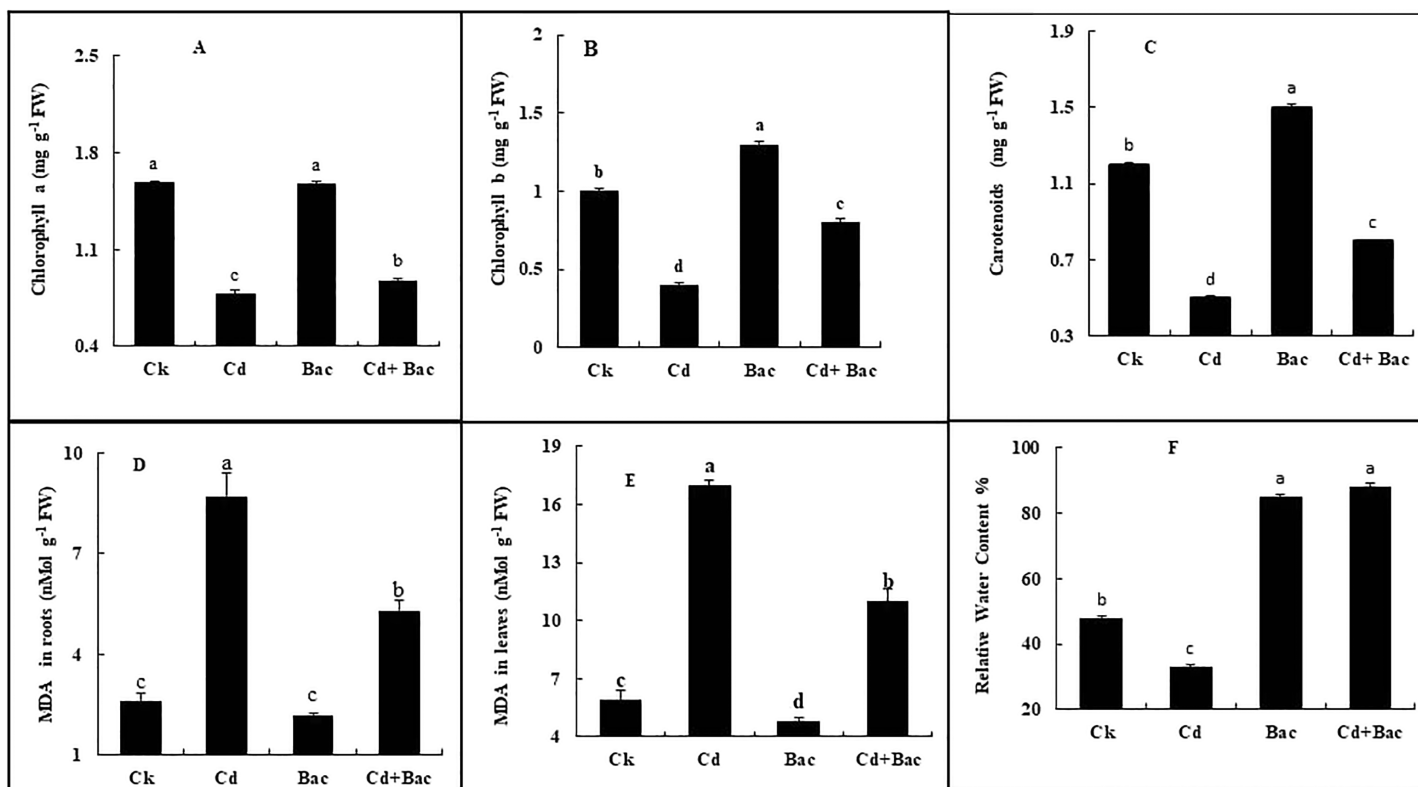 A
Chlorophyll a (mg g-1 FW)
2.5
1.8
1.1
0.4
a
c
a
b
Ck Cd Bac Cd+ Bac
B
Chlorophyll b (mg g-1 FW)
2
1.5
1
0.5
0
b
d
a
c
Ck Cd Bac Cd+ Bac
C
Carotenoids (mg g-1 FW)
1.9
1.5
1.1
0.7
0.3
b
d
a
c
Ck Cd Bac Cd+ Bac
D
MDA in roots (nMol g-1 FW)
10
7
4
1
c
a
c
b
Ck Cd Bac Cd+Bac
E
MDA in leaves (nMol g-1 FW)
19
16
13
10
7
4
c
a
d
b
Ck Cd Bac Cd+Bac
F
Relative Water Content %
100
80
60
40
20
b
c
a
a
Ck Cd Bac Cd+Bac